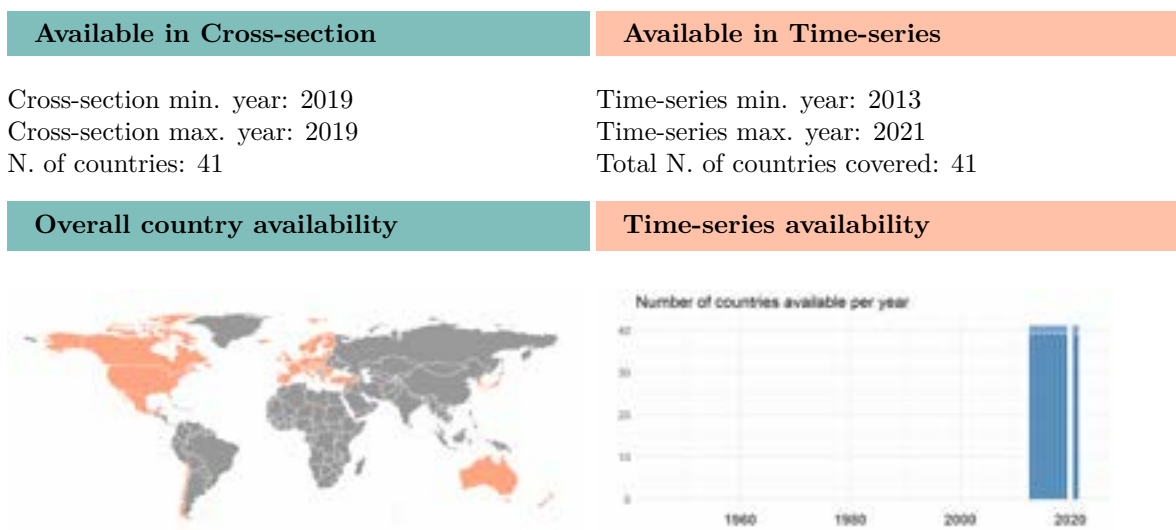 Available in Cross-section
Available in Time-series
Cross-section min. year: 2019
Cross-section max. year: 2019
N. of countries: 41
Time-series min. year: 2013
Time-series max. year: 2021
Total N. of countries covered: 41
Overall country availability
Time-series availability
Number of countries available per year
40
30
20
10
0
1960
1980
2000
2020